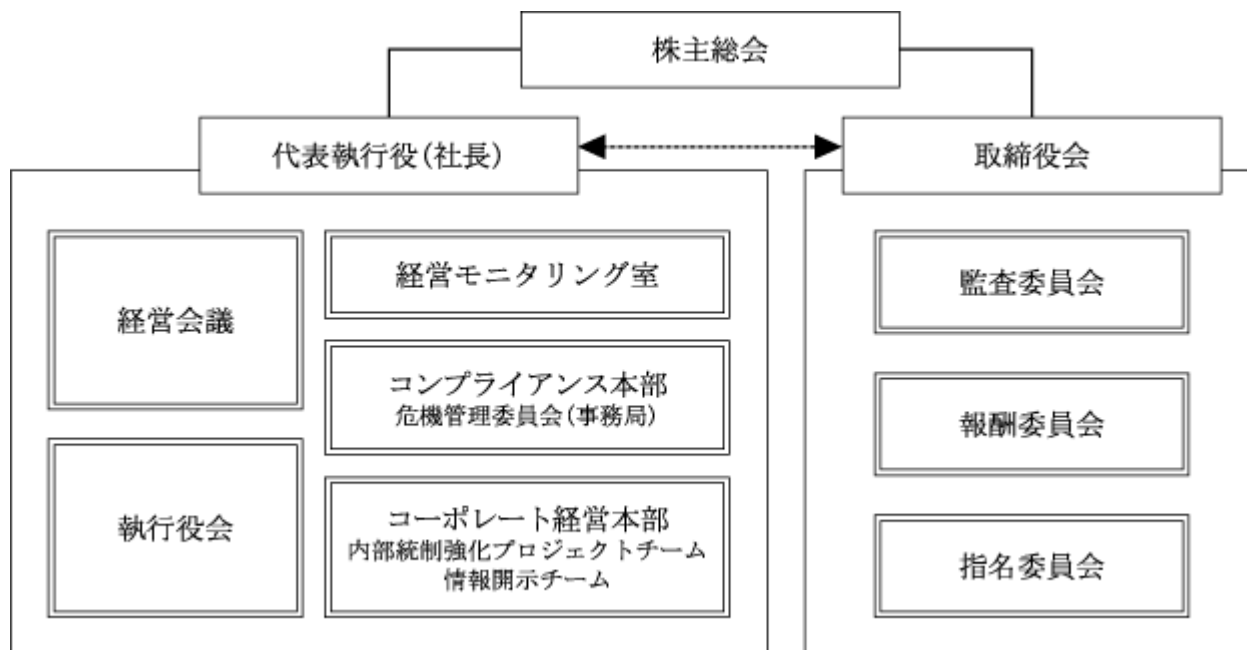 株主総会
代表執行役(社長)
取締役会
経営会議
執行役会
経営モニタリング室
コンプライアンス本部
危機管理委員会(事務局)
コーポレート経営本部
内部統制強化プロジェクトチーム
情報開示チーム
監査委員会
報酬委員会
指名委員会